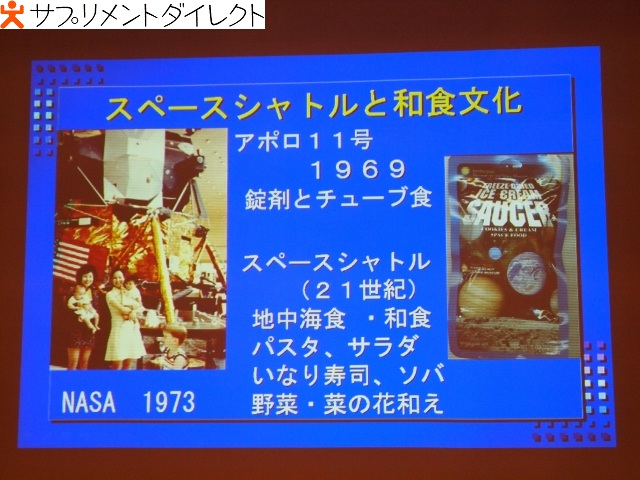 サプリメントダイレクト
スペースシャトルと和食文化
アポロ１１号
１９６９
錠剤とチューブ食
スペースシャトル
（２１世紀）
地中海食 ・和食
パスタ、サラダ
いなり寿司、ソバ
野菜・菜の花和え
NASA 1973
FREEZE-DRIED
ICE CREAM
SAUCER
COOKIES & CREAM
SPACE FOOD